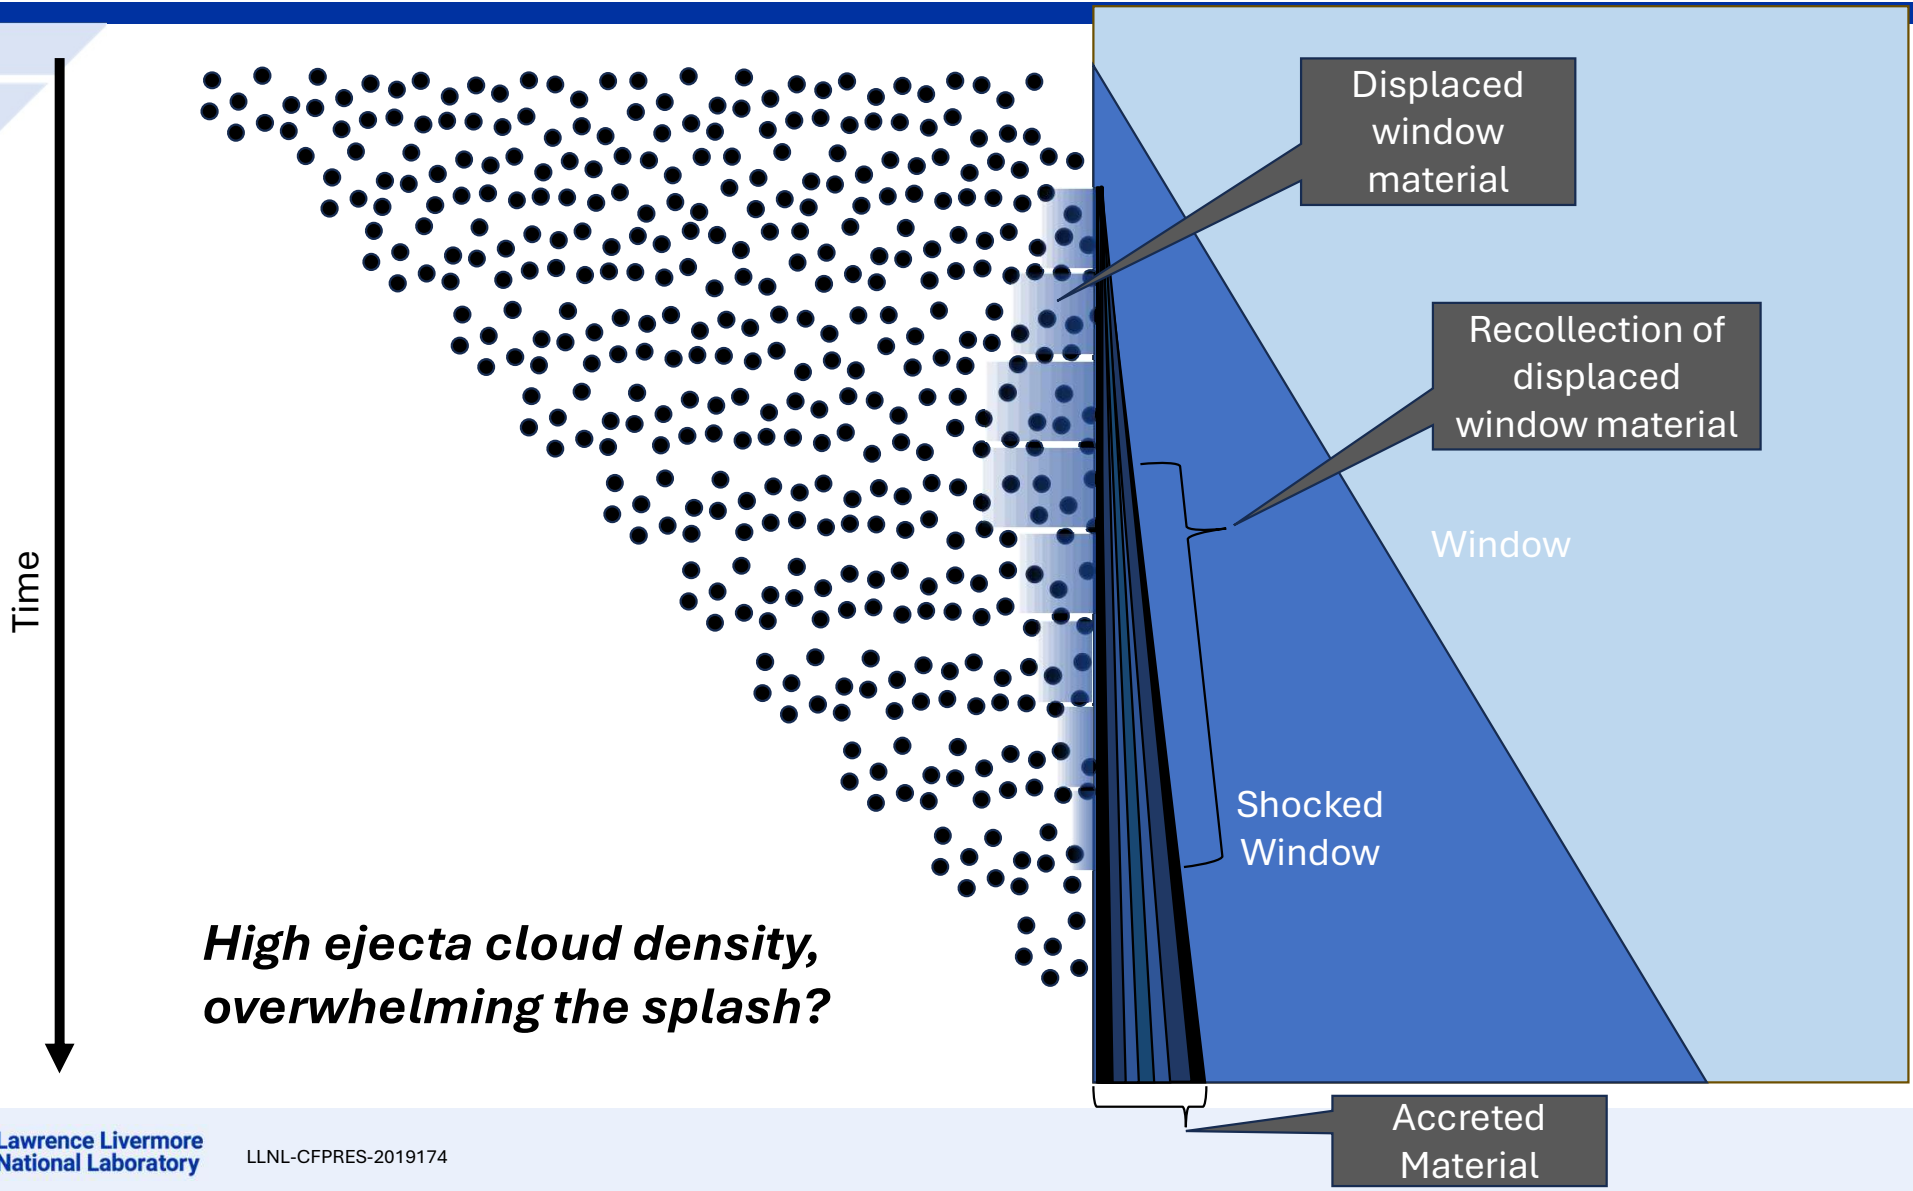 Displaced
window
material
Recollection of
displaced
window material
Window
Time
Shocked
Window
High ejecta cloud density,
overwhelming the splash?
Accreted
Material
Lawrence Livermore
National Laboratory
LLNL-CFPRES-2019174